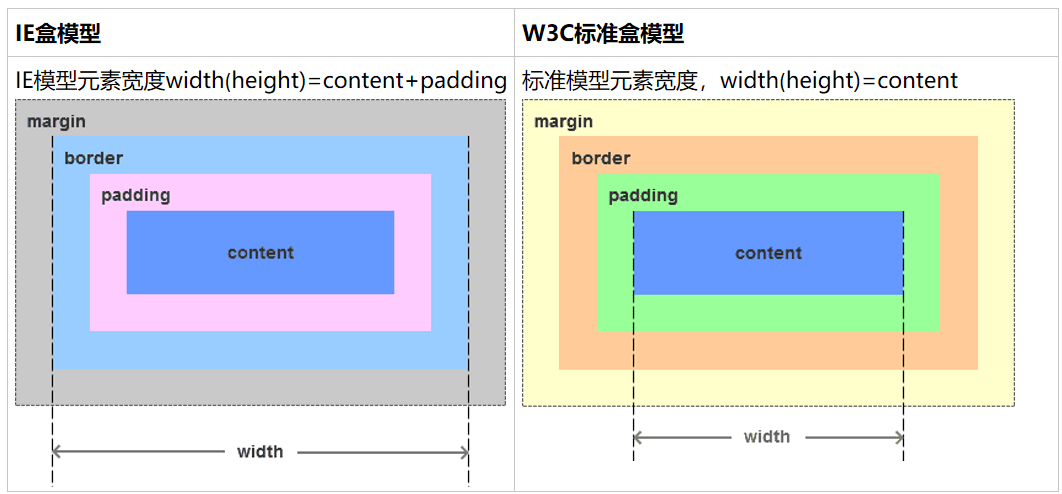 IE盒模型
W3C标准盒模型
IE模型元素宽度width(height)=content+padding
标准模型元素宽度，width(height)=content
margin
border
padding
content
width
margin
border
padding
content
width